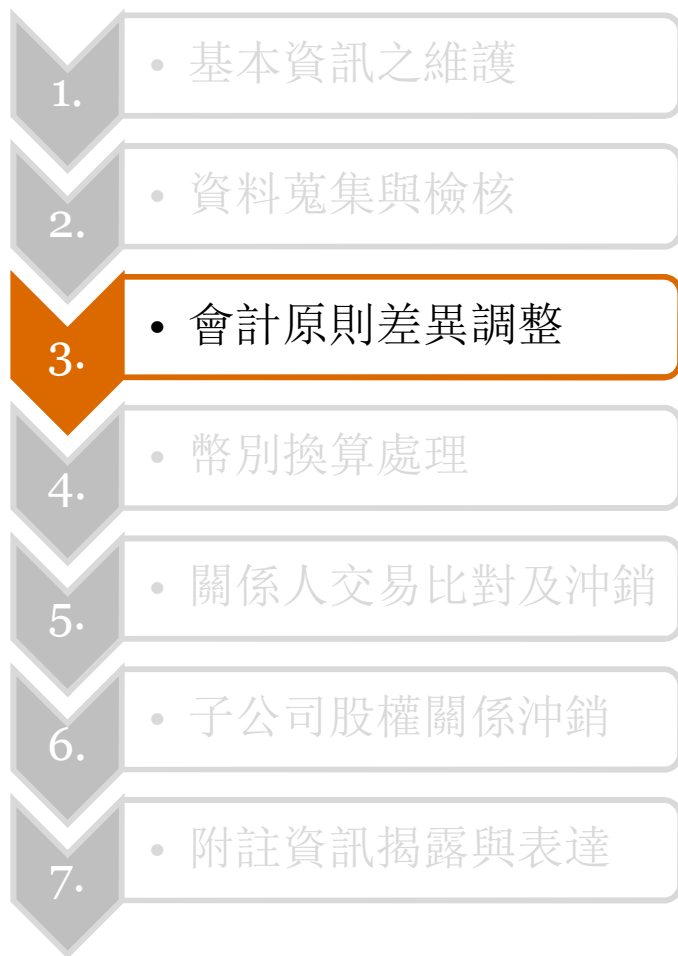 1. • 基本資訊之維護
2. • 資料蒐集與檢核
3. • 會計原則差異調整
4. • 幣別換算處理
5. • 關係人交易比對及沖銷
6. • 子公司股權關係沖銷
7. • 附註資訊揭露與表達